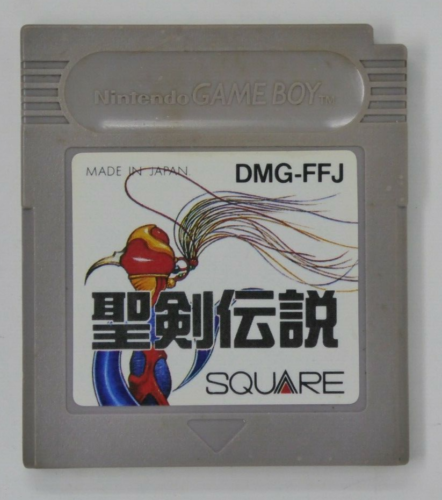 Nintendo GAME BOY TM
MADE IN JAPAN
DMG-FFJ
聖剣伝説
SQUARE